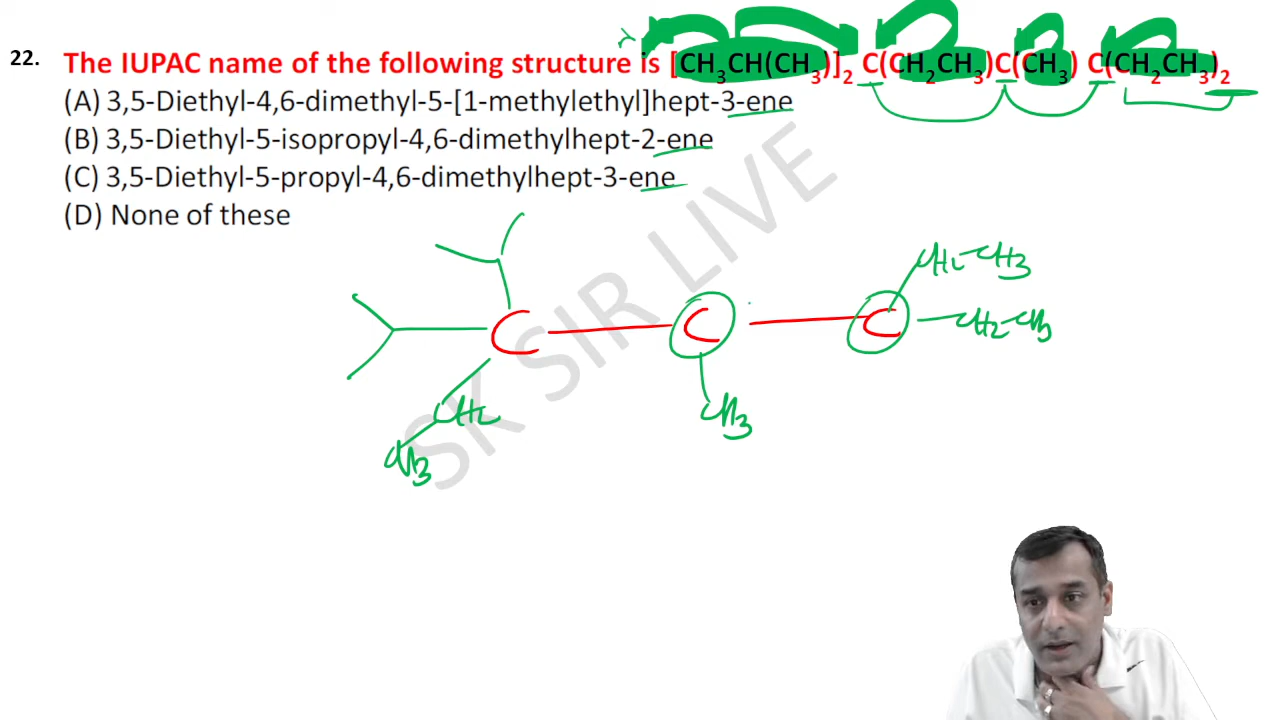 22. The IUPAC name of the following structure is [CH₃CH(CH₃)]₂ C(CH₂CH₃)C(CH₃) C(CH₂CH₃)₂
(A) 3,5-Diethyl-4,6-dimethyl-5-[1-methylethyl]hept-3-ene
(B) 3,5-Diethyl-5-isopropyl-4,6-dimethylhept-2-ene
(C) 3,5-Diethyl-5-propyl-4,6-dimethylhept-3-ene
(D) None of these
SK SIR LIVE
CH₂-CH₃
C C C -CH₂-CH₃
CH₂
CH₃
CH₃